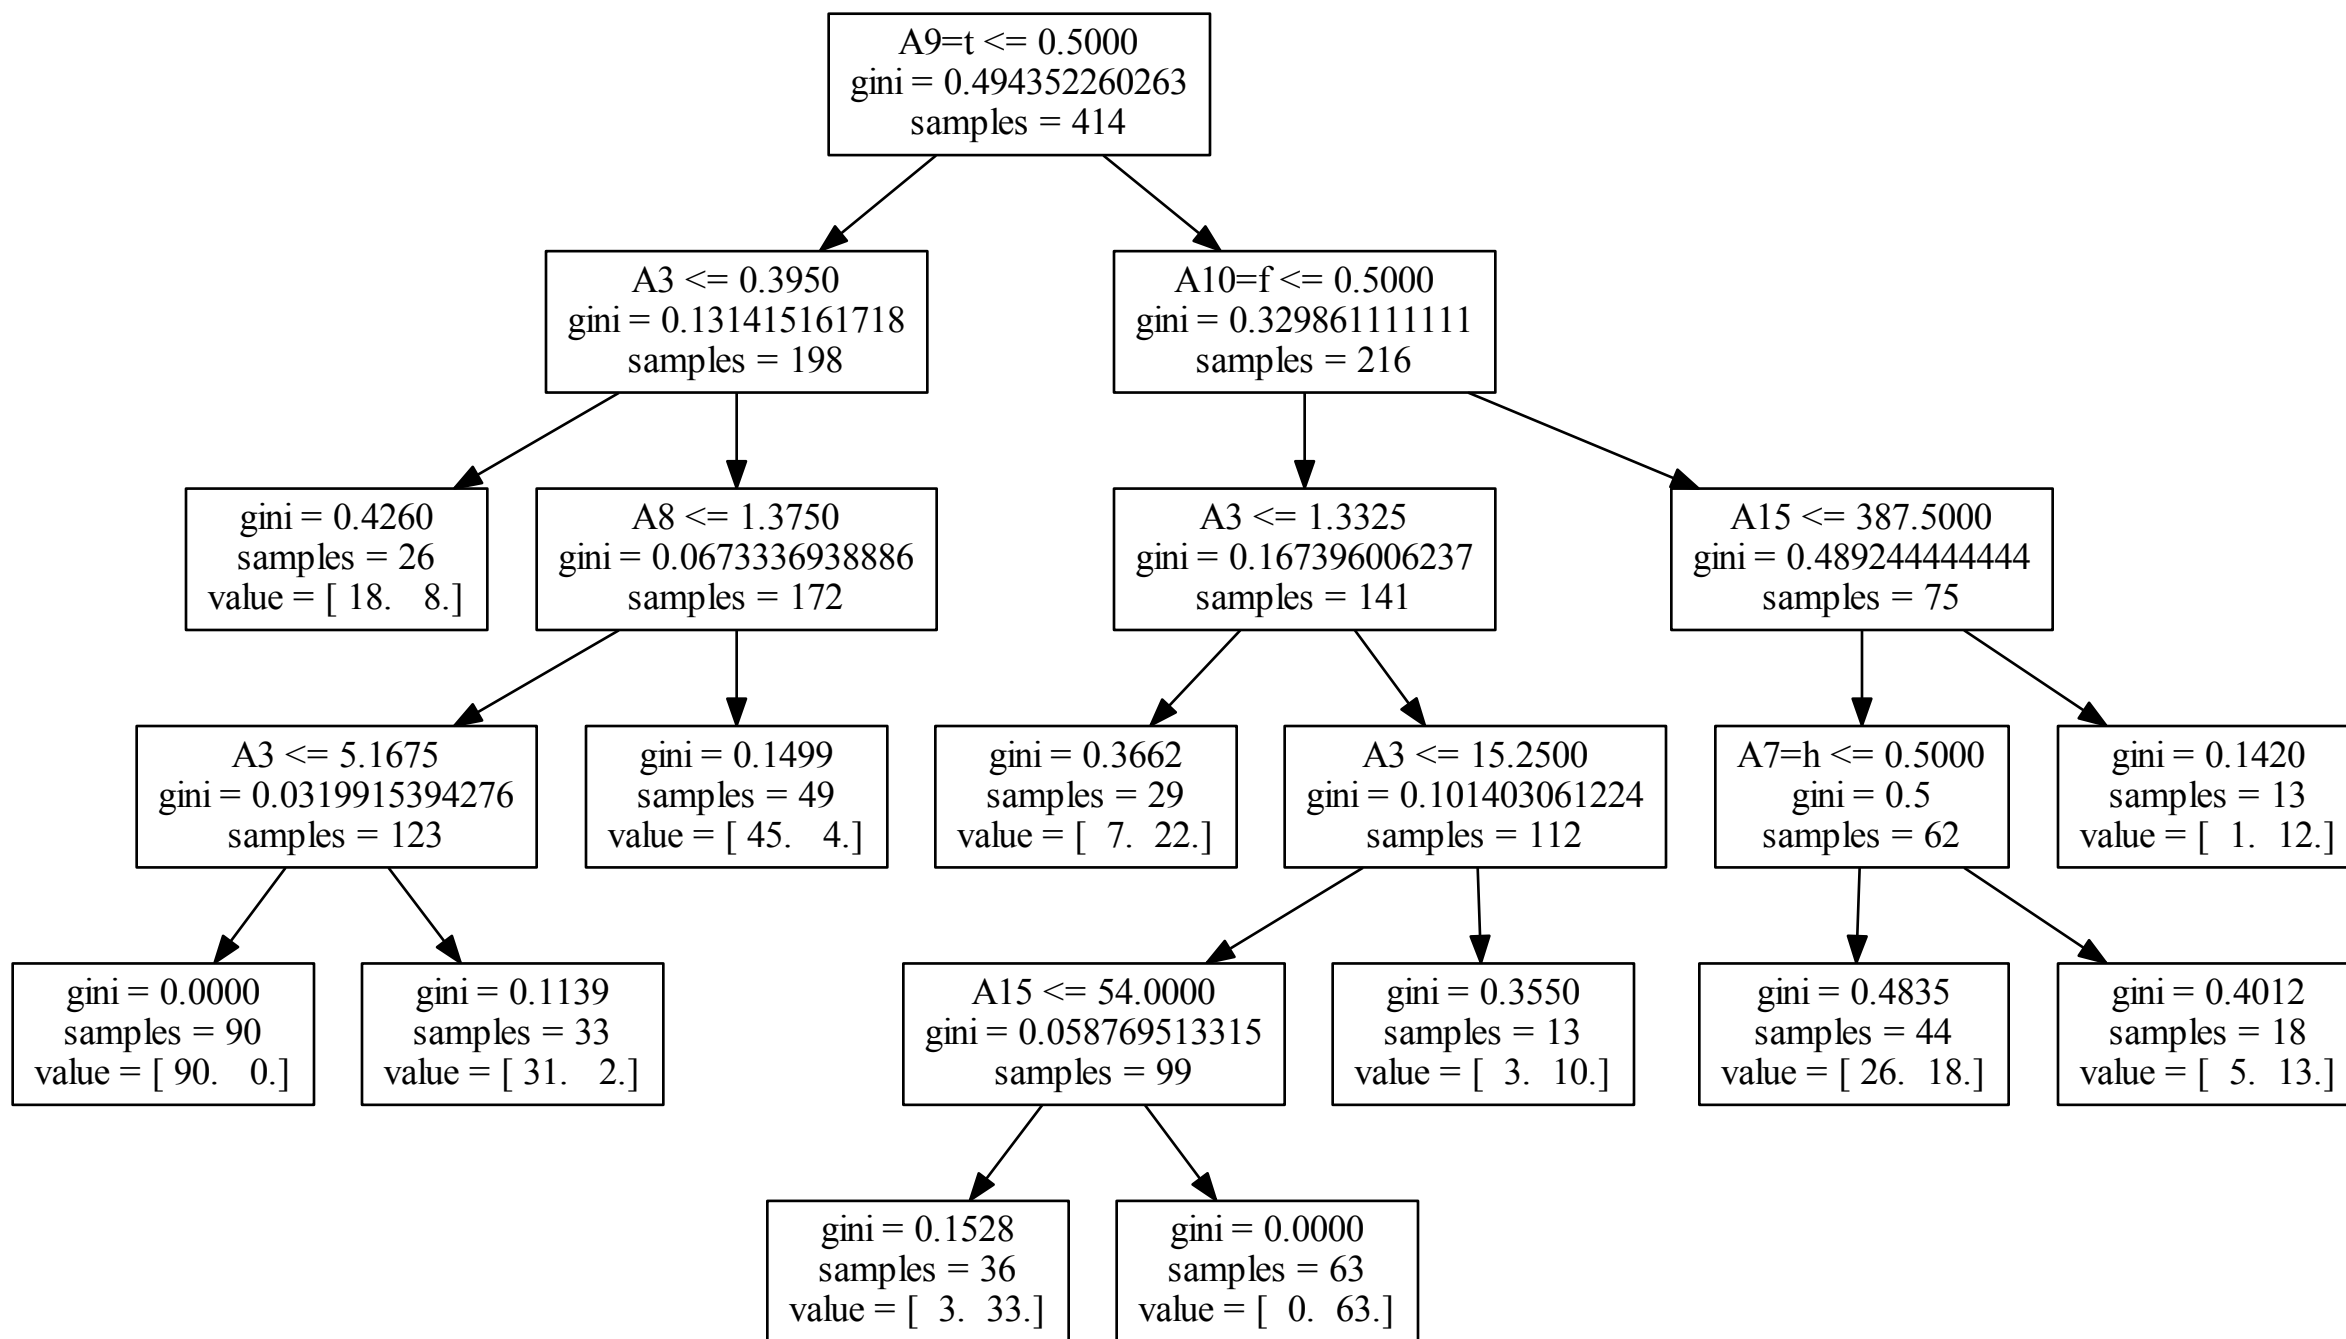 A9=t <= 0.5000
gini = 0.494352260263
samples = 414
A3 <= 0.3950
gini = 0.131415161718
samples = 198
A10=f <= 0.5000
gini = 0.329861111111
samples = 216
gini = 0.4260
samples = 26
value = [ 18.   8.]
A8 <= 1.3750
gini = 0.0673336938886
samples = 172
A3 <= 1.3325
gini = 0.167396006237
samples = 141
A15 <= 387.5000
gini = 0.489244444444
samples = 75
A3 <= 5.1675
gini = 0.0319915394276
samples = 123
gini = 0.1499
samples = 49
value = [ 45.   4.]
gini = 0.3662
samples = 29
value = [  7.  22.]
A3 <= 15.2500
gini = 0.101403061224
samples = 112
A7=h <= 0.5000
gini = 0.5
samples = 62
gini = 0.1420
samples = 13
value = [  1.  12.]
gini = 0.0000
samples = 90
value = [ 90.   0.]
gini = 0.1139
samples = 33
value = [ 31.   2.]
A15 <= 54.0000
gini = 0.058769513315
samples = 99
gini = 0.3550
samples = 13
value = [  3.  10.]
gini = 0.4835
samples = 44
value = [ 26.  18.]
gini = 0.4012
samples = 18
value = [  5.  13.]
gini = 0.1528
samples = 36
value = [  3.  33.]
gini = 0.0000
samples = 63
value = [  0.  63.]